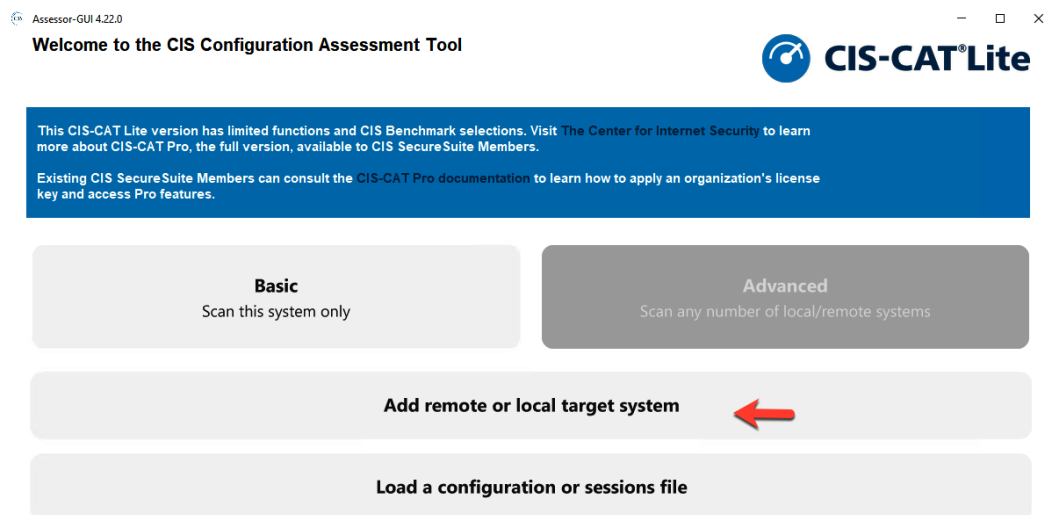 Assessor-GUI 4.22.0
Welcome to the CIS Configuration Assessment Tool
CIS-CAT®Lite
This CIS-CAT Lite version has limited functions and CIS Benchmark selections. Visit The Center for Internet Security to learn
more about CIS-CAT Pro, the full version, available to CIS SecureSuite Members.
Existing CIS SecureSuite Members can consult the CIS-CAT Pro documentation to learn how to apply an organization's license
key and access Pro features.
Basic
Scan this system only
Advanced
Scan any number of local/remote systems
Add remote or local target system
Load a configuration or sessions file